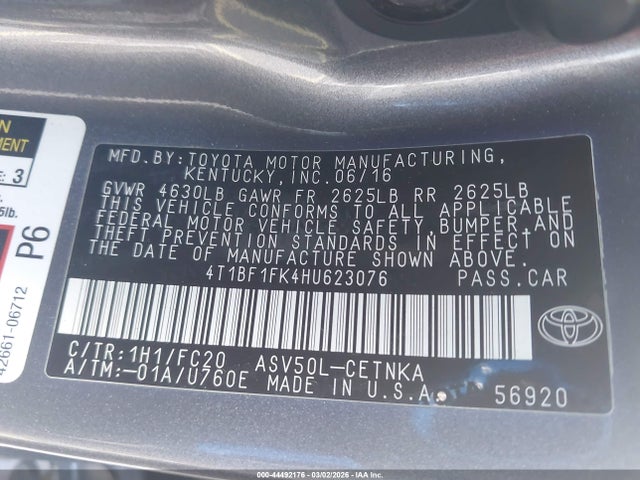 N
EMENT
E: 3
5lb.
42661-06712
P6
MFD. BY: TOYOTA MOTOR MANUFACTURING,
KENTUCKY, INC. 06/16
GVWR 4630LB GAWR FR 2625LB RR 2625LB
THIS VEHICLE CONFORMS TO ALL APPLICABLE
FEDERAL MOTOR VEHICLE SAFETY, BUMPER, AND
THEFT PREVENTION STANDARDS IN EFFECT ON
THE DATE OF MANUFACTURE SHOWN ABOVE.
4T1BF1FK4HU623076 PASS.CAR
C/TR: 1H1/FC20 ASV50L-CETNKA
A/TM:-01A/U760E MADE IN U.S.A.
56920
000-44492176 - 03/02/2026 - IAA Inc.